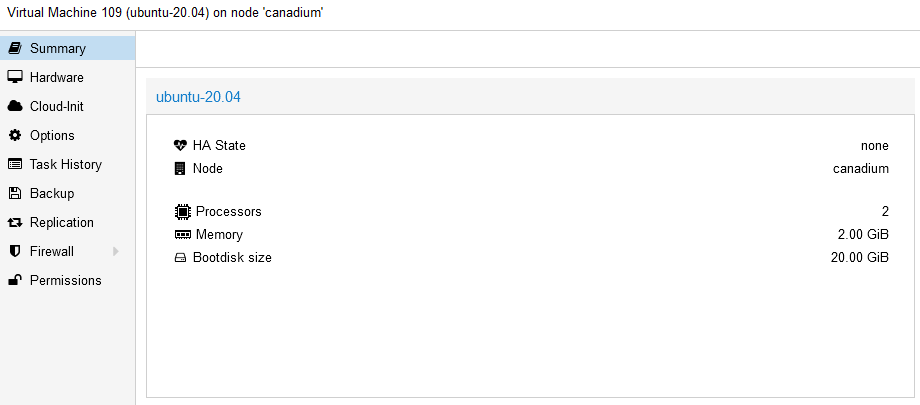 Virtual Machine 109 (ubuntu-20.04) on node 'canadium'
Summary
Hardware
Cloud-Init
Options
Task History
Backup
Replication
Firewall
Permissions
ubuntu-20.04
HA State none
Node canadium
Processors 2
Memory 2.00 GiB
Bootdisk size 20.00 GiB